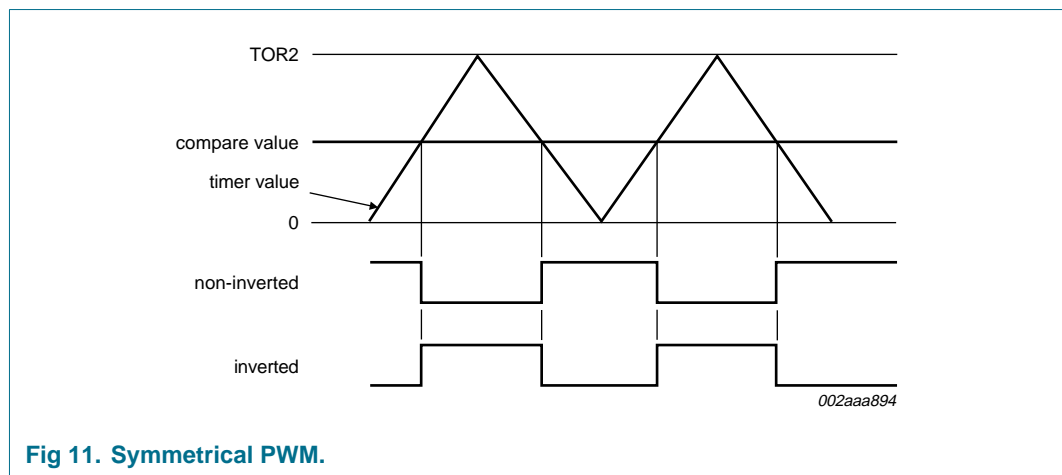 TOR2
compare value
timer value
0
non-inverted
inverted
002aaa894
Fig 11. Symmetrical PWM.